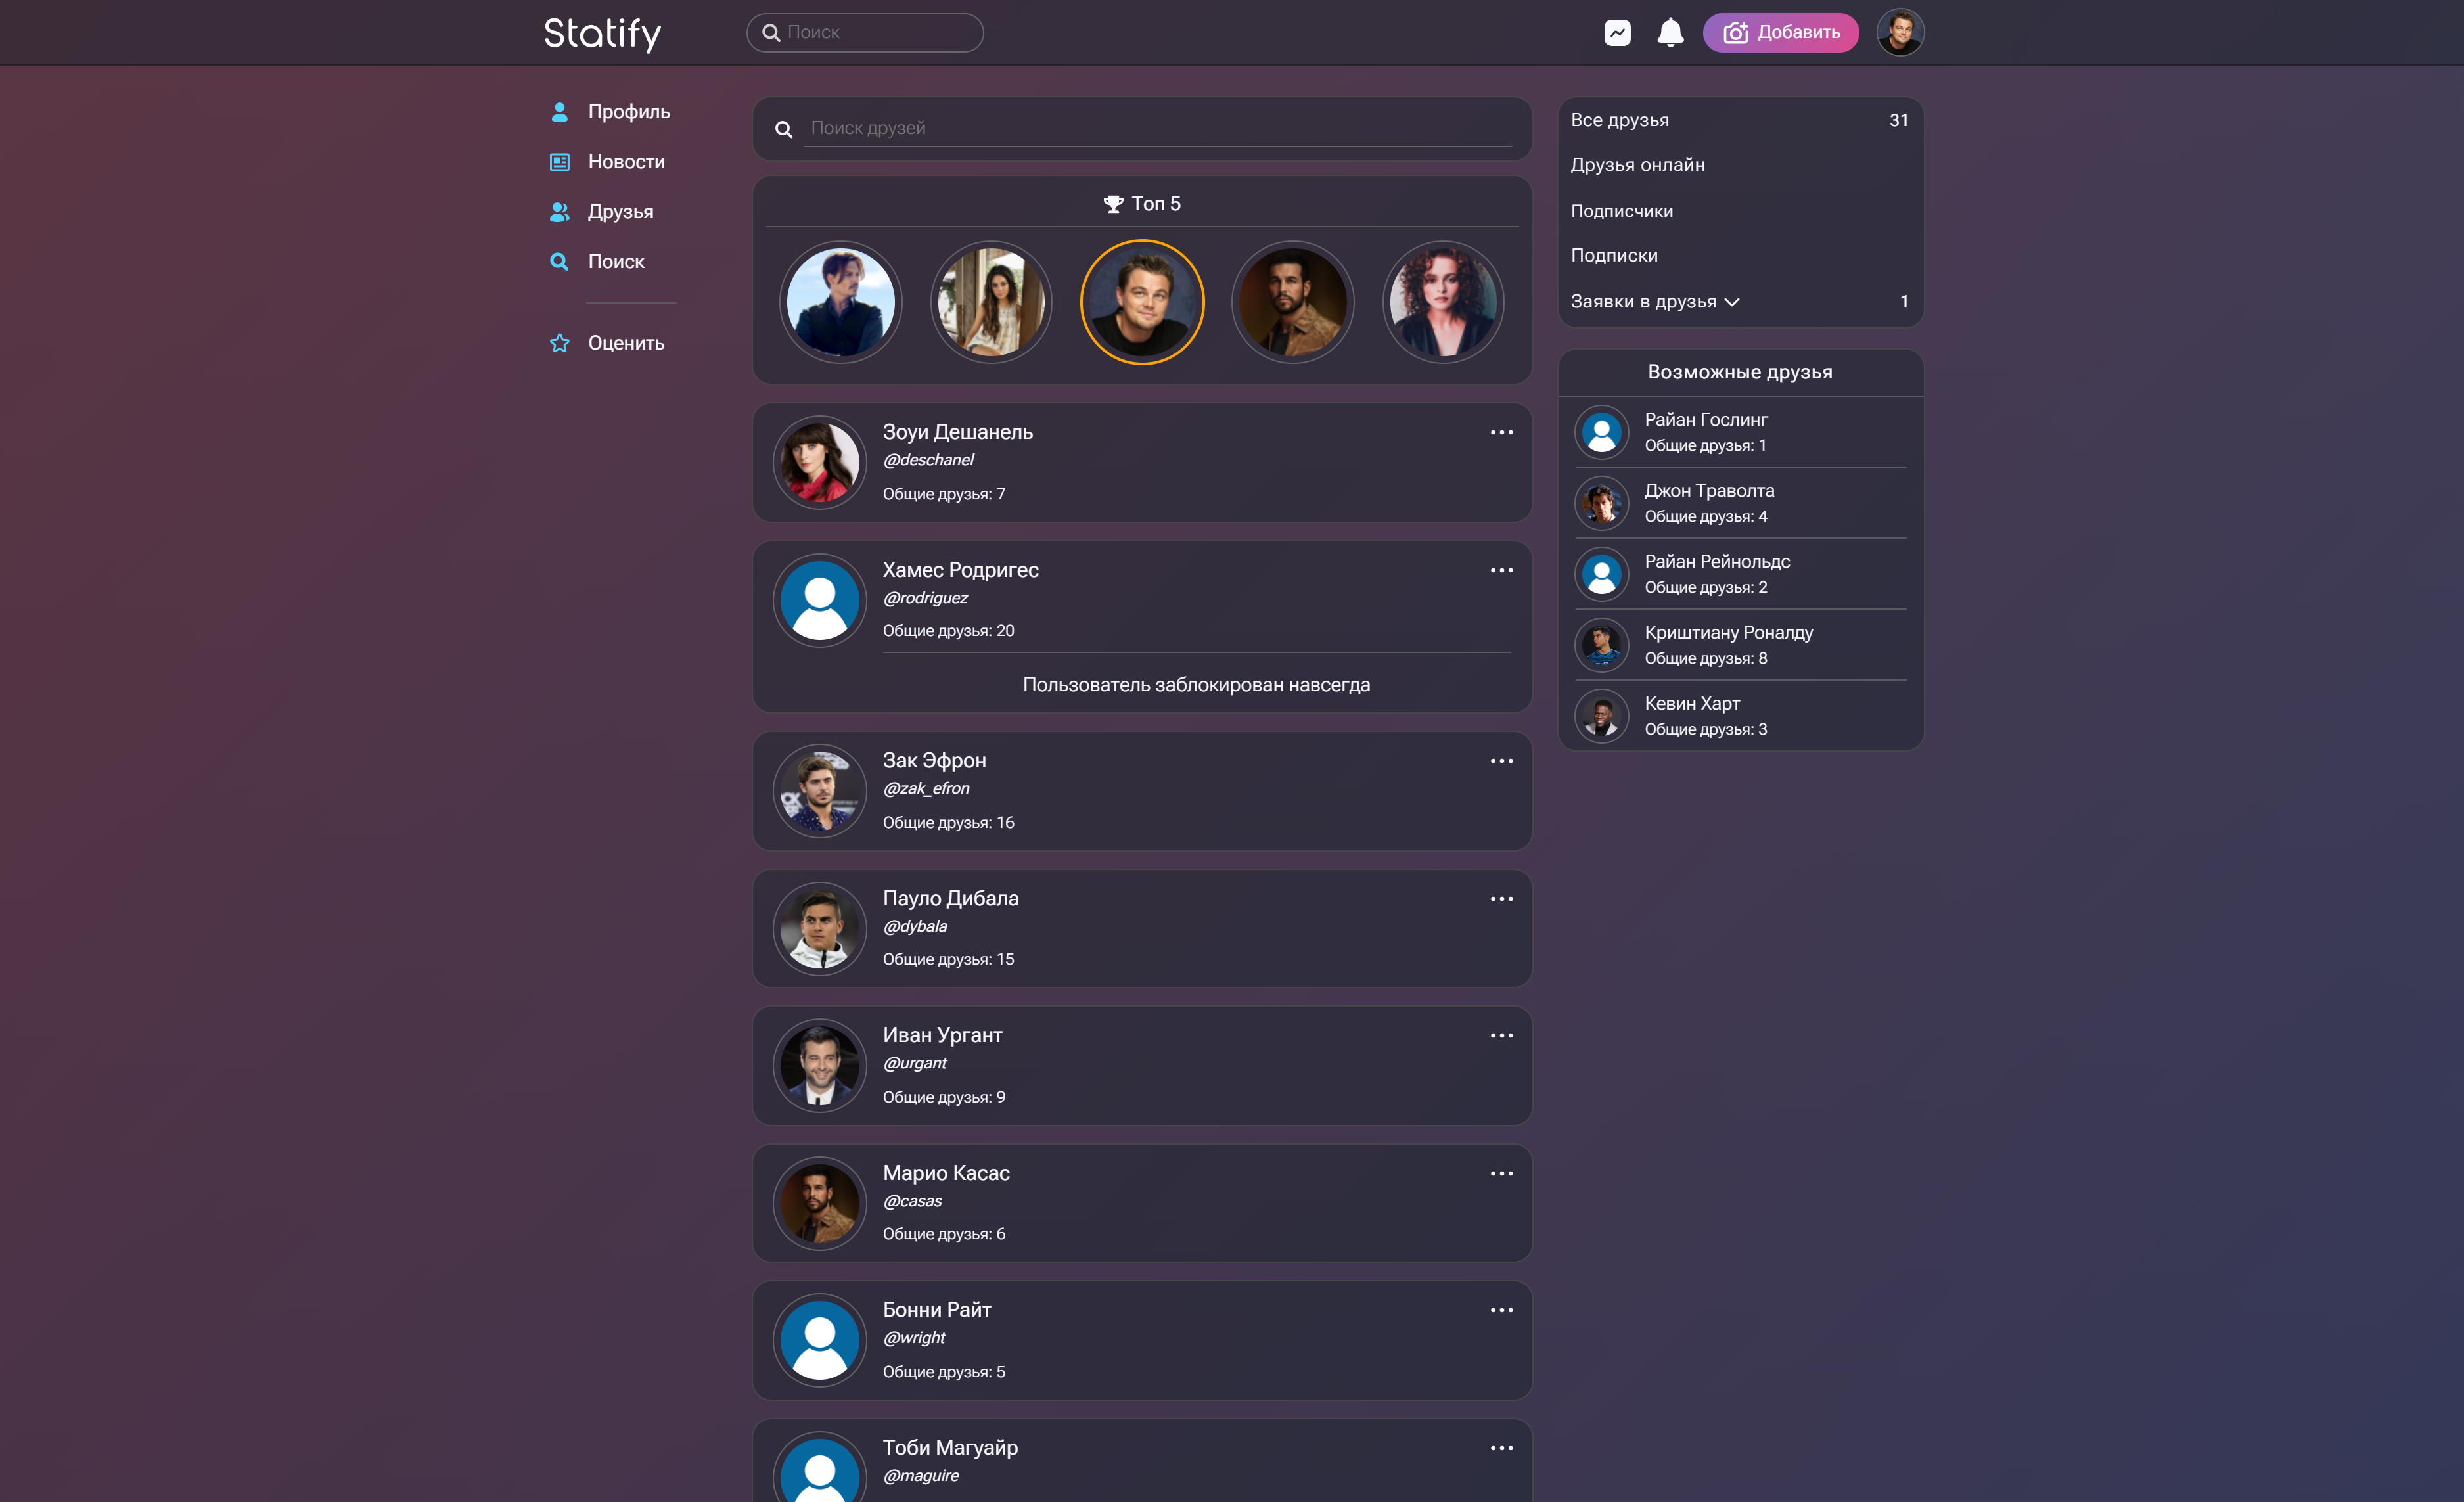 Statify
Поиск
Добавить
Профиль
Новости
Друзья
Поиск
Оценить
Поиск друзей
Топ 5
Зоуи Дешанель
@deschanel
Общие друзья: 7
Хамес Родригес
@rodriguez
Общие друзья: 20
Пользователь заблокирован навсегда
Зак Эфрон
@zak_efron
Общие друзья: 16
Пауло Дибала
@dybala
Общие друзья: 15
Иван Ургант
@urgant
Общие друзья: 9
Марио Касас
@casas
Общие друзья: 6
Бонни Райт
@wright
Общие друзья: 5
Тоби Магуайр
@maguire
Все друзья 31
Друзья онлайн
Подписчики
Подписки
Заявки в друзья 1
Возможные друзья
Райан Гослинг
Общие друзья: 1
Джон Траволта
Общие друзья: 4
Райан Рейнольдс
Общие друзья: 2
Криштиану Роналду
Общие друзья: 8
Кевин Харт
Общие друзья: 3